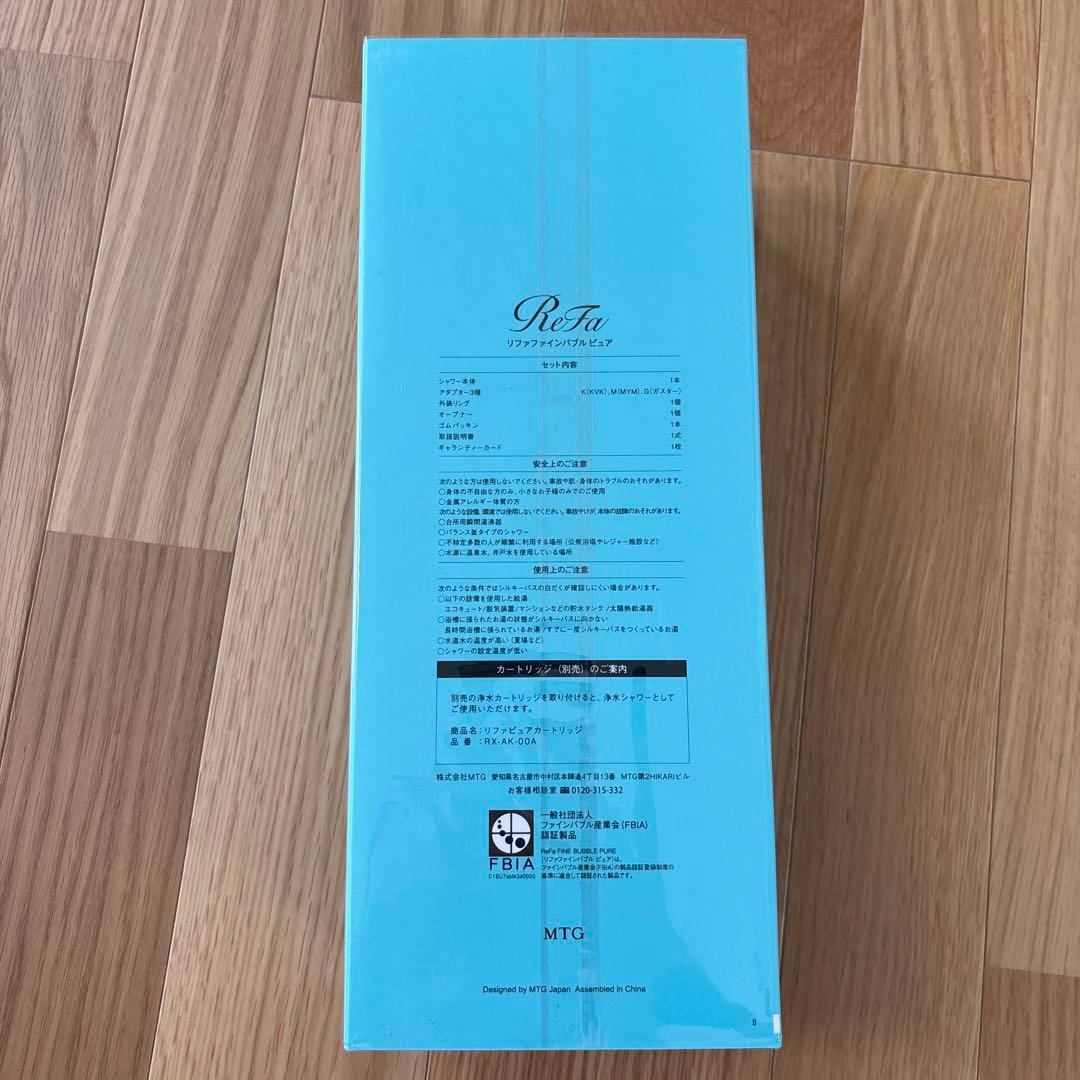 ReFa
リファファインバブル ピュア
セット内容
シャワー本体 1本
アダプター3種 K(KVK)、M(MYM)、G(ガスター)
外装リング 1個
オープナー 1個
ゴムパッキン 1本
取扱説明書 1式
ギャランティーカード 1枚
安全上のご注意
次のような方は使用しないでください。事故や肌・身体のトラブルのおそれがあります。
○身体の不自由な方のみ、小さなお子様のみでのご使用
○金属アレルギー体質の方
次のような設備、環境では使用しないでください。事故やけが、本体の故障のおそれがあります。
○台所用瞬間湯沸器
○バランス釜タイプのシャワー
○不特定多数の人が頻繁に利用する場所(公衆浴場やレジャー施設など)
○水源に温泉水、井戸水を使用している場所
使用上のご注意
次のような条件ではシルキーバスの白だくが確認しにくい場合があります。
○以下の設備を使用した給湯
エコキュート/脱気装置/マンションなどの貯水タンク/太陽熱給湯器
○浴槽に張られたお湯の状態がシルキーバスに向かない
長時間浴槽に張られているお湯/すでに一度シルキーバスをつくっているお湯
○水道水の温度が高い(夏場など)
○シャワーの設定温度が低い
カートリッジ(別売)のご案内
別売の浄水カートリッジを取り付けると、浄水シャワーとして
ご使用いただけます。
商品名:リファピュアカートリッジ
品番:RX-AK-00A
株式会社MTG 愛知県名古屋市中村区本陣通4丁目13番 MTG第2HIKARIビル
お客様相談室 0120-315-332
一般社団法人
ファインバブル産業会(FBIA)
認証製品
FBIA
C1BU7abM3d0005
ReFa FINE BUBBLE PURE
(リファファインバブル ピュア)は、
ファインバブル産業会(FBIA)の製品認証登録制度の
基準に適合して認証された製品です。
MTG
Designed by MTG Japan Assembled in China
B